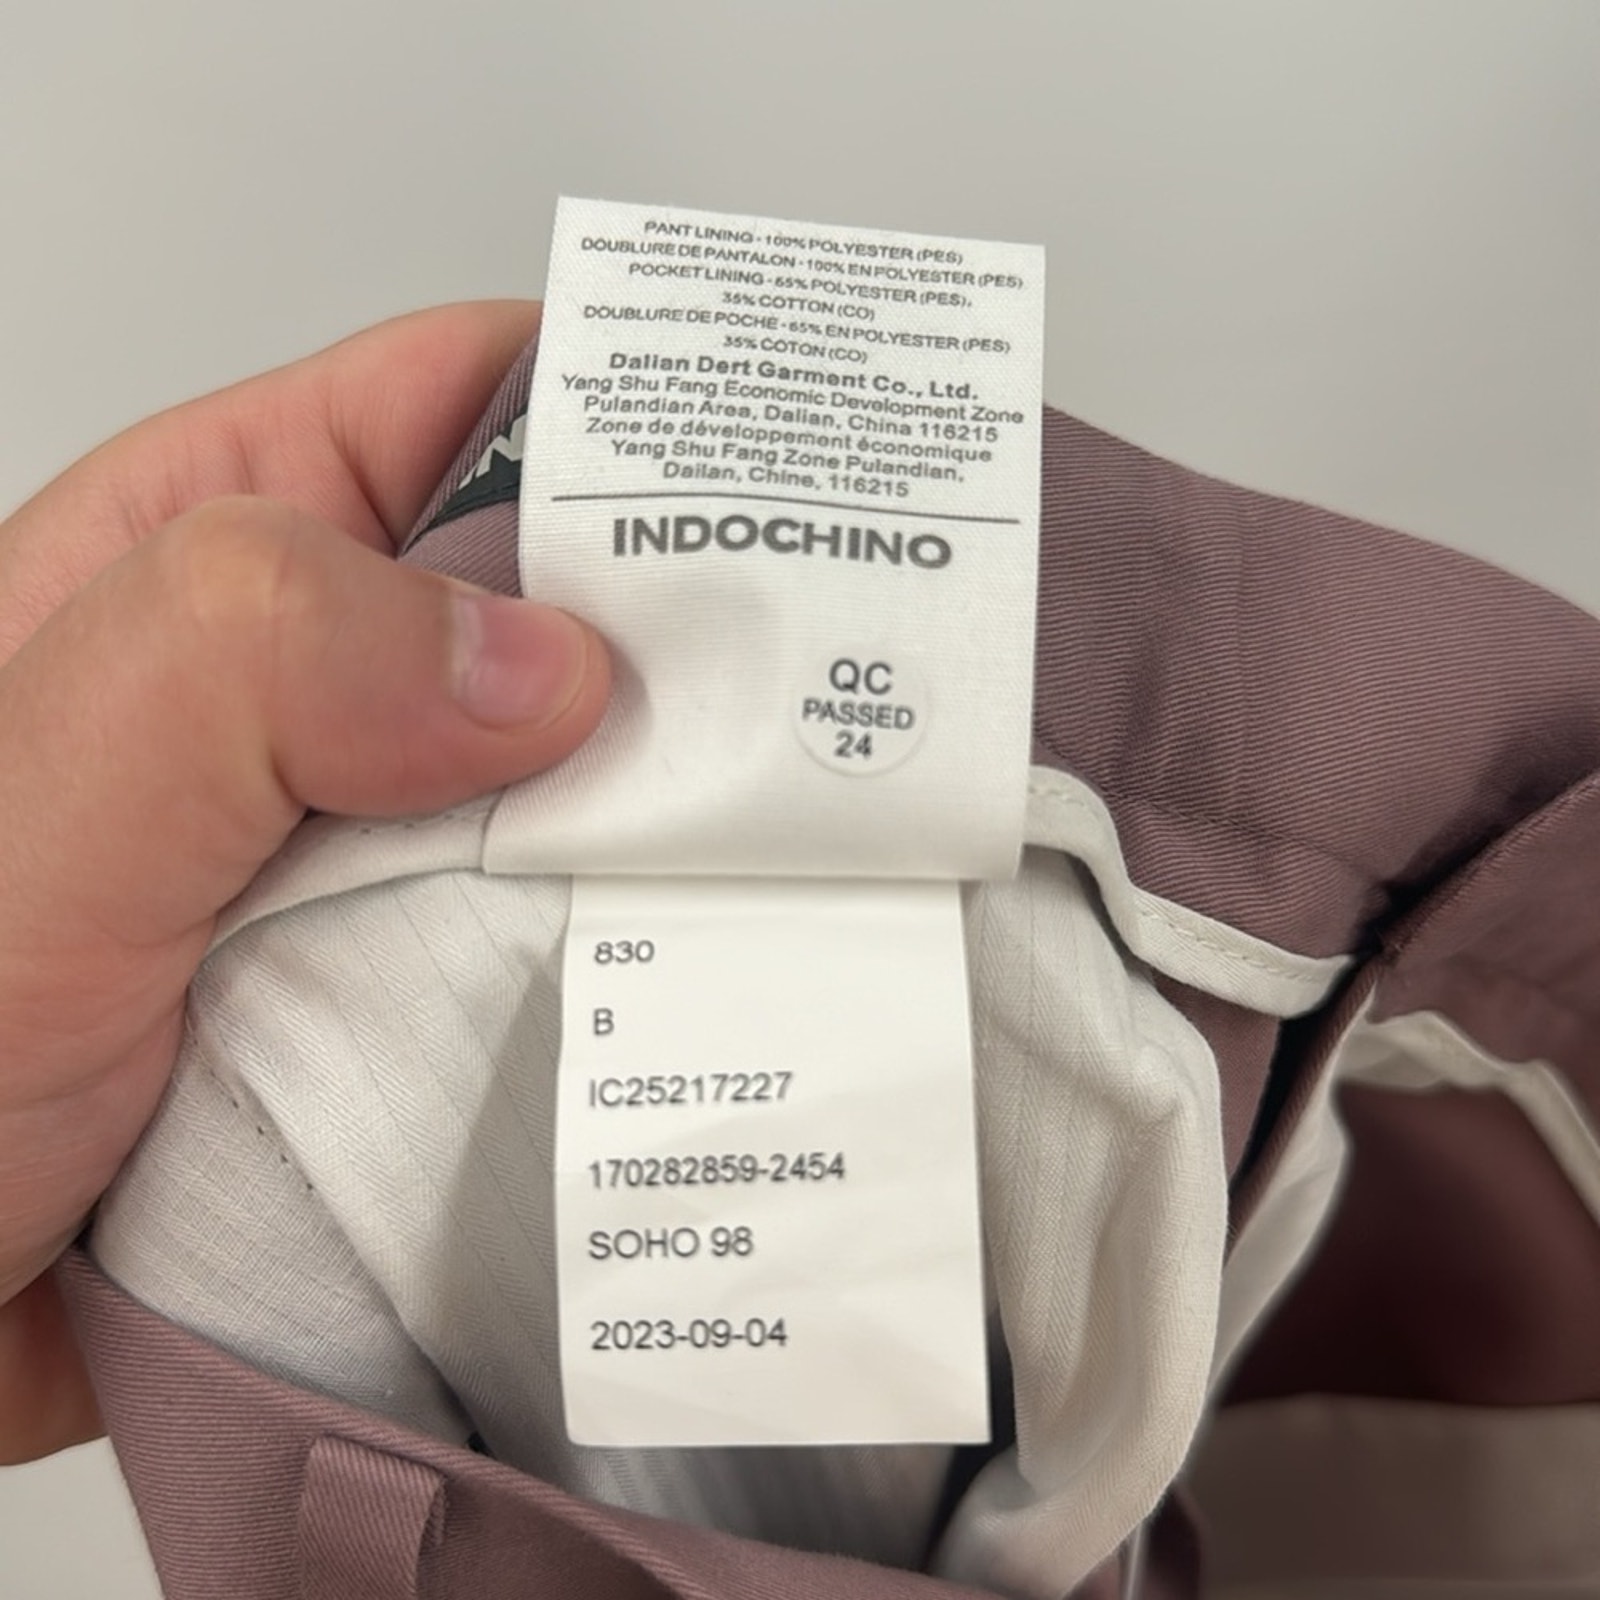 PANT LINING - 100% POLYESTER (PES)
DOUBLURE DE PANTALON - 100% EN POLYESTER (PES)
POCKET LINING - 65% POLYESTER (PES),
35% COTTON (CO)
DOUBLURE DE POCHE - 65% EN POLYESTER (PES)
35% COTON (CO)
Dalian Dert Garment Co., Ltd.
Yang Shu Fang Economic Development Zone
Pulandian Area, Dalian, China 116215
Zone de développement économique
Yang Shu Fang Zone Pulandian,
Dailan, Chine, 116215
INDOCHINO
QC
PASSED
24
830
B
IC25217227
170282859-2454
SOHO 98
2023-09-04